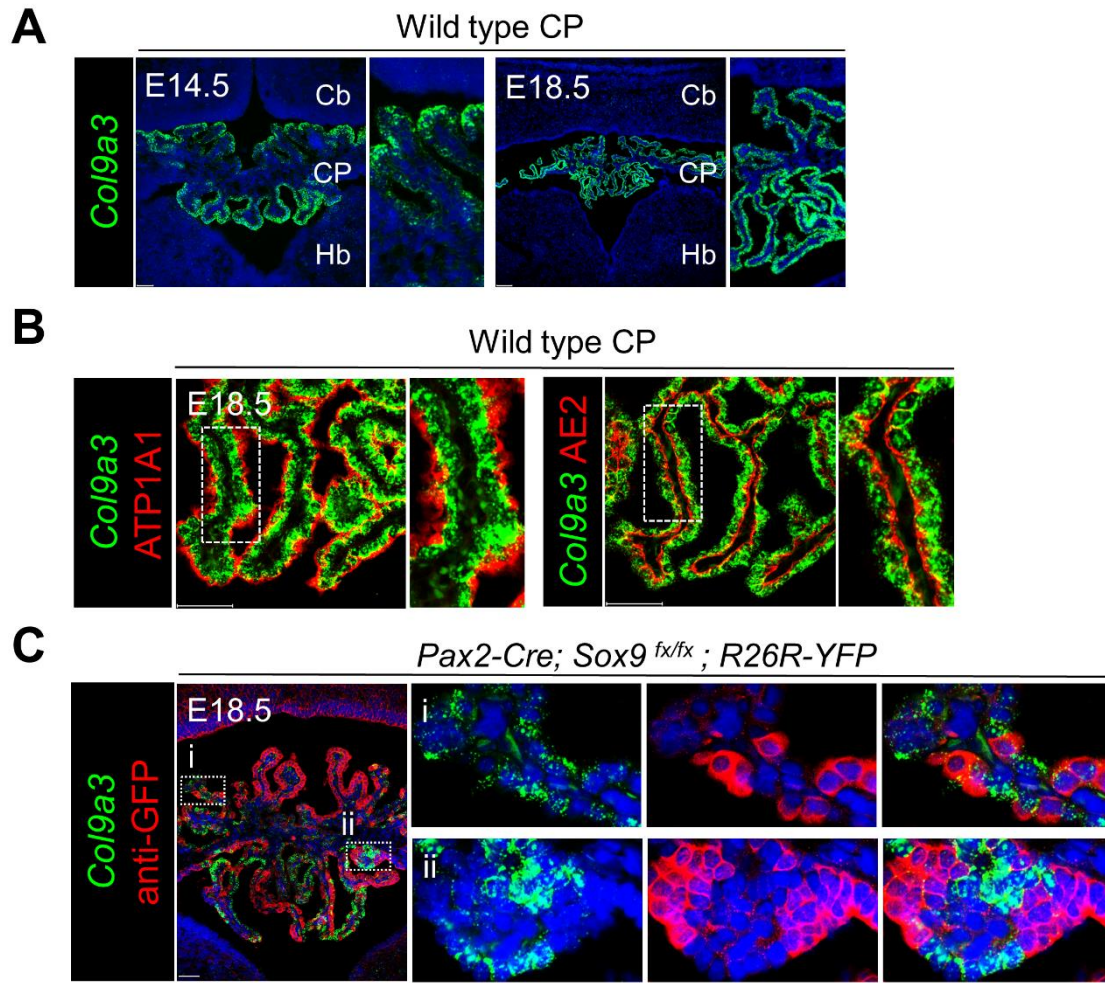 A
Wild type CP
Col9a3
E14.5
Cb
CP
Hb
E18.5
Cb
CP
Hb
B
Wild type CP
Col9a3
ATP1A1
E18.5
Col9a3 AE2
C
Pax2-Cre; Sox9 fx/fx ; R26R-YFP
Col9a3
anti-GFP
E18.5
i
ii
i
ii